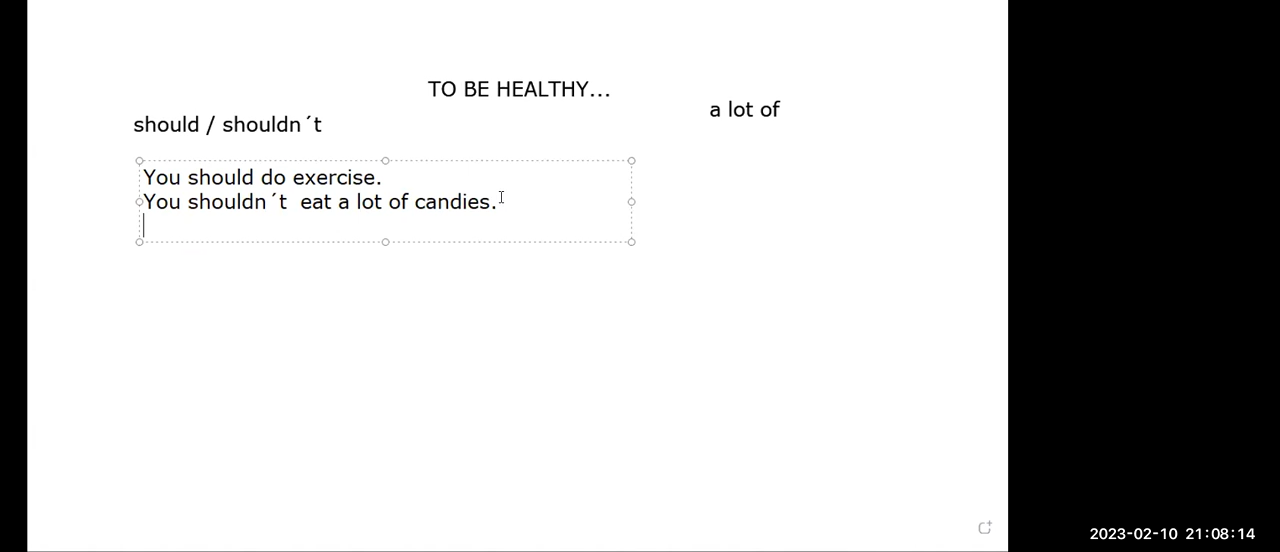 TO BE HEALTHY...
a lot of
should / shouldn´t
You should do exercise.
You shouldn´t  eat a lot of candies.
2023-02-10 21:08:14